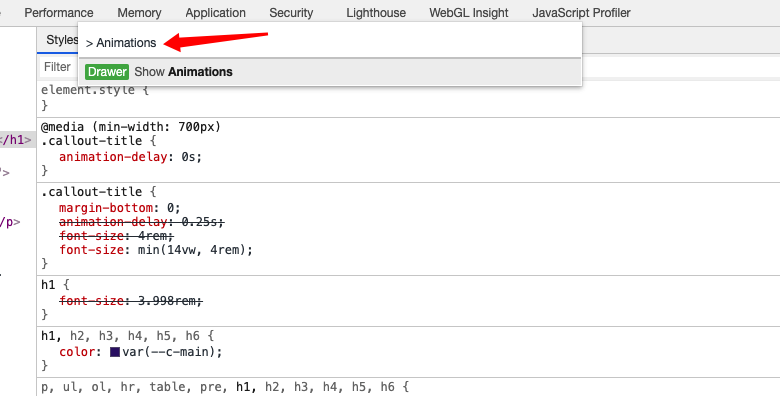 Performance Memory Application Security Lighthouse WebGL Insight JavaScript Profiler
Styles
> Animations
Filter
Drawer Show Animations
element.style {
}
@media (min-width: 700px)
</h1>
.callout-title {
animation-delay: 0s;
}
>
.callout-title {
margin-bottom: 0;
/p>
animation-delay: 0.25s;
font-size: 4rem;
font-size: min(14vw, 4rem);
}
h1 {
font-size: 3.998rem;
}
h1, h2, h3, h4, h5, h6 {
color: var(--c-main);
}
p, ul, ol, hr, table, pre, h1, h2, h3, h4, h5, h6 {